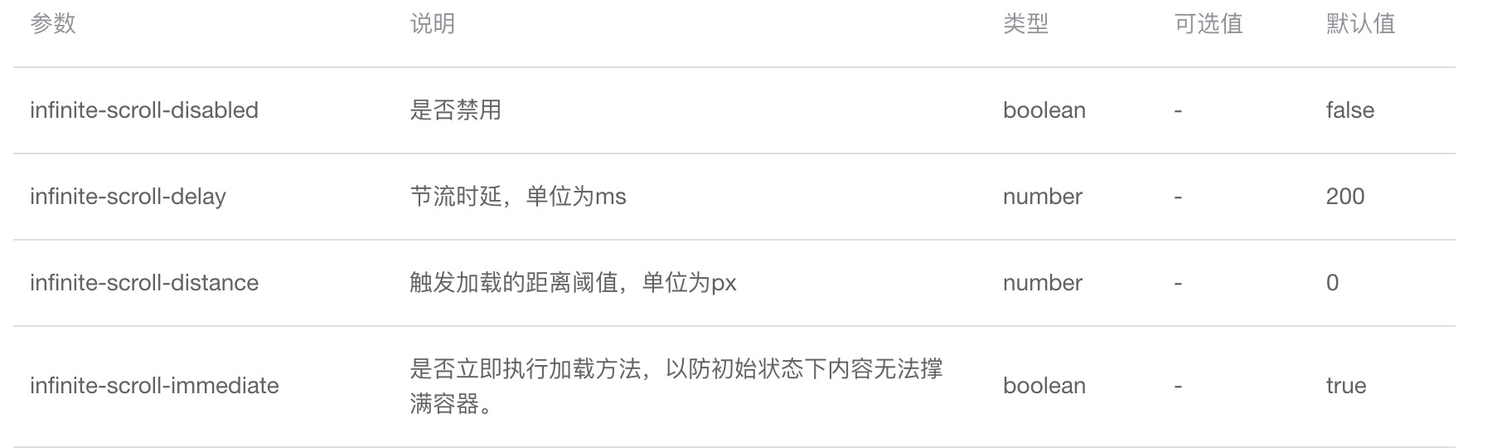 参数 说明 类型 可选值 默认值
infinite-scroll-disabled 是否禁用 boolean - false
infinite-scroll-delay 节流时延，单位为ms number - 200
infinite-scroll-distance 触发加载的距离阈值，单位为px number - 0
infinite-scroll-immediate 是否立即执行加载方法，以防初始状态下内容无法撑 boolean - true
满容器。